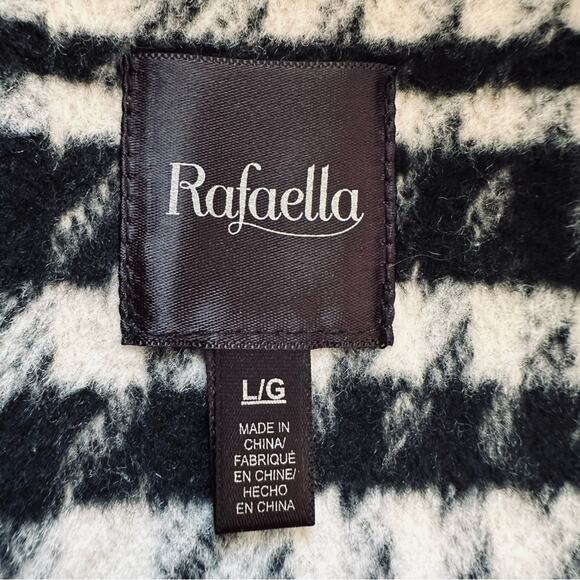 Rafaella
L/G
MADE IN
CHINA/
FABRIQUÉ
EN CHINE/
HECHO
EN CHINA